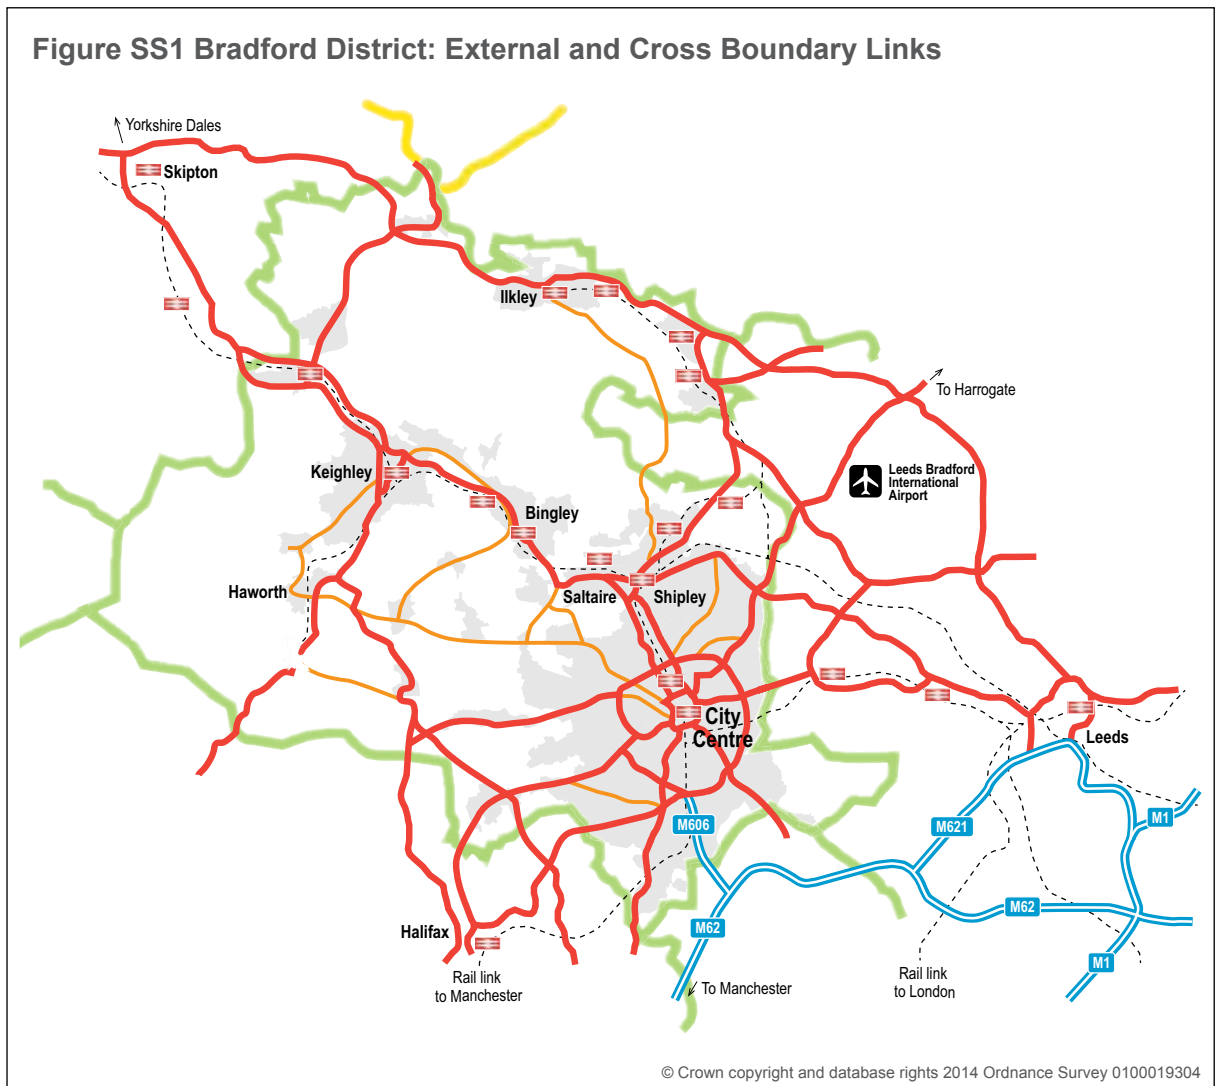 Figure SS1 Bradford District: External and Cross Boundary Links
Yorkshire Dales
Skipton
Ilkley
To Harrogate
Leeds Bradford
International
Airport
Keighley
Bingley
Haworth
Saltaire
Shipley
City
Centre
Leeds
M606
M621
M1
M62
M62
Halifax
M1
Rail link
to Manchester
To Manchester
Rail link
to London
© Crown copyright and database rights 2014 Ordnance Survey 0100019304